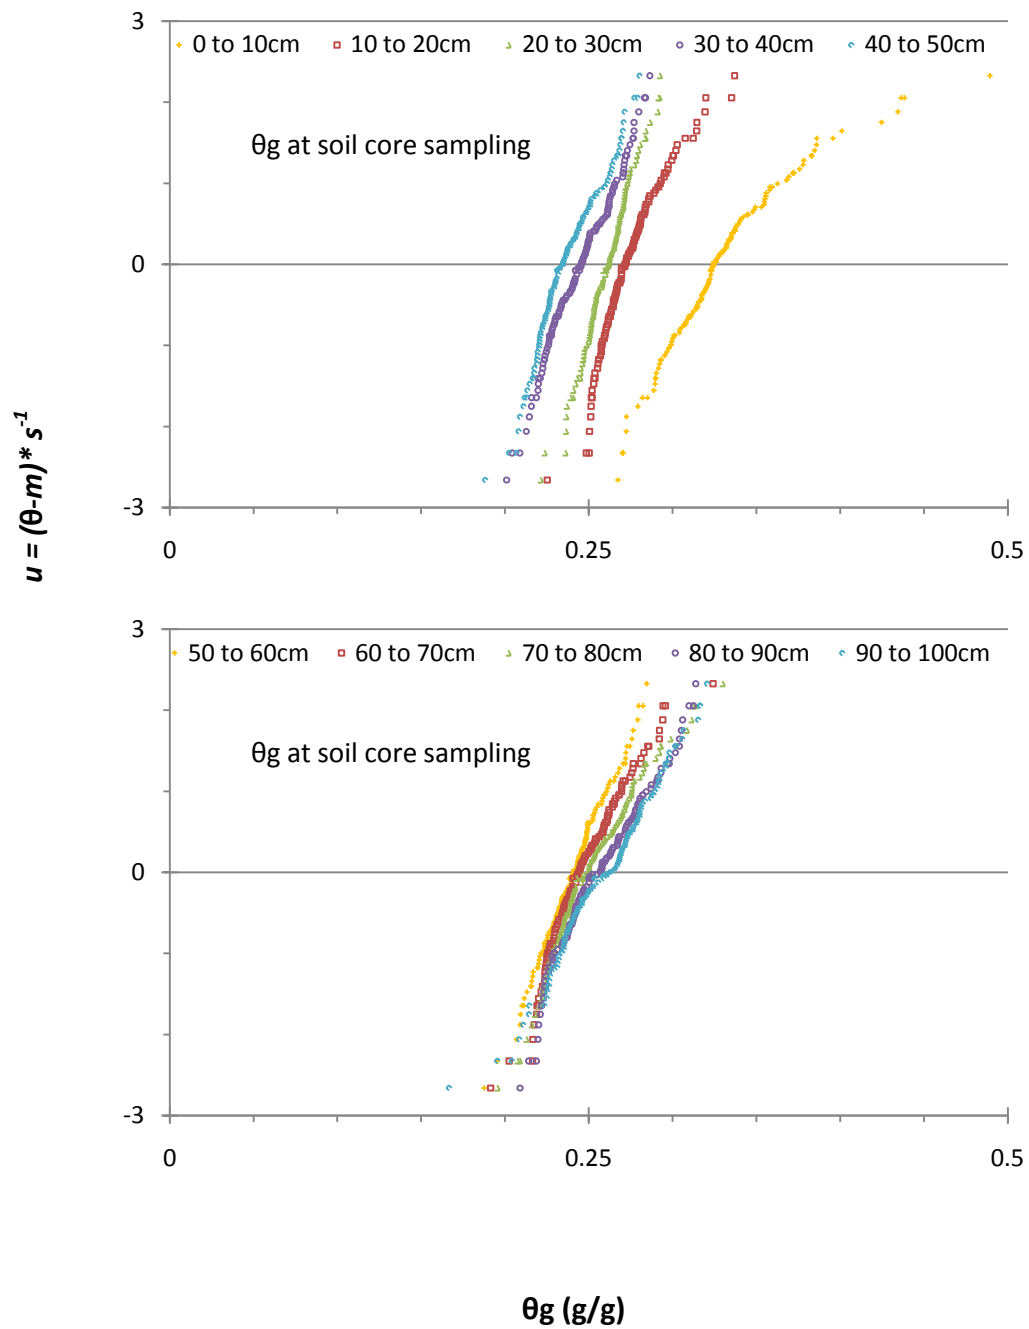 3
0 to 10cm 10 to 20cm 20 to 30cm 30 to 40cm 40 to 50cm
θg at soil core sampling
0
-3
0 0.25 0.5
u = (θ-m)* s-1
3
50 to 60cm 60 to 70cm 70 to 80cm 80 to 90cm 90 to 100cm
θg at soil core sampling
0
-3
0 0.25 0.5
θg (g/g)